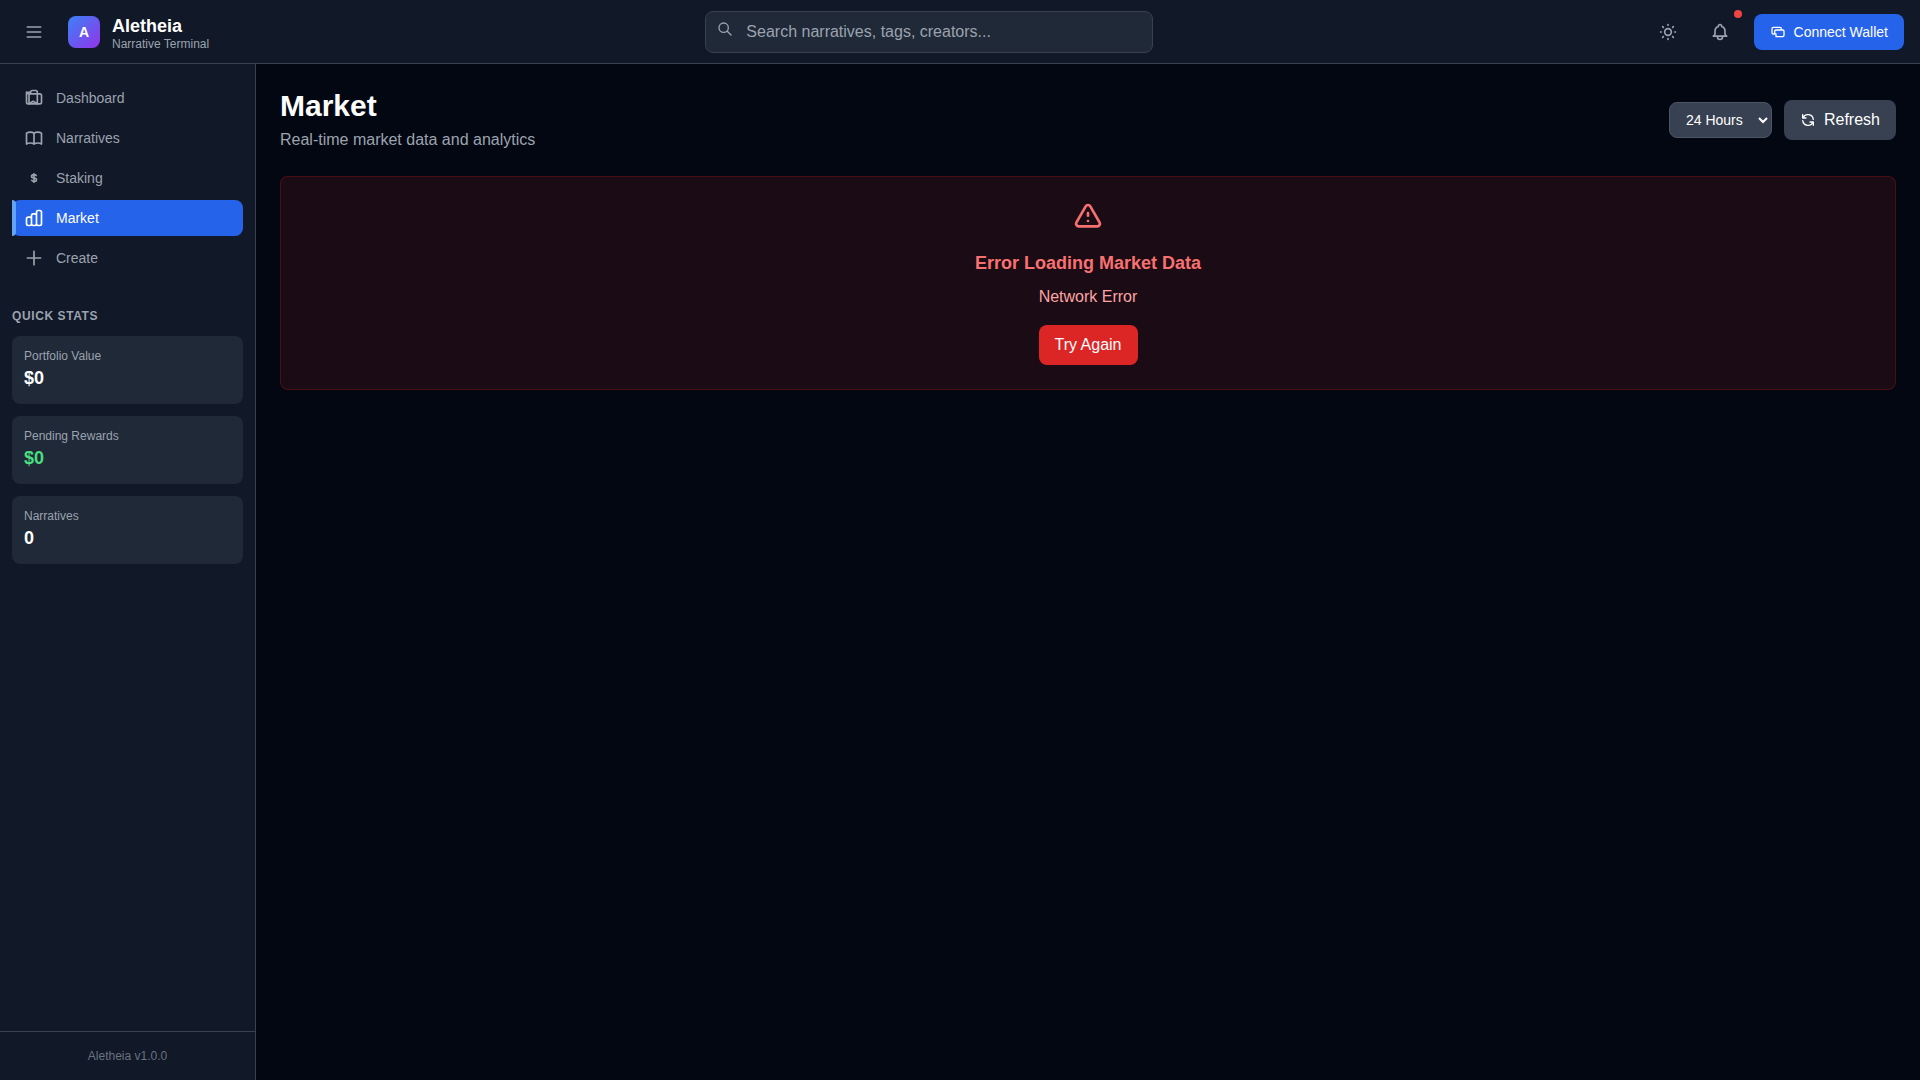 A
Aletheia
Narrative Terminal
Search narratives, tags, creators...
Connect Wallet
Dashboard
Narratives
$ Staking
Market
Create
QUICK STATS
Portfolio Value
$0
Pending Rewards
$0
Narratives
0
Aletheia v1.0.0
Market
Real-time market data and analytics
24 Hours
Refresh
Error Loading Market Data
Network Error
Try Again